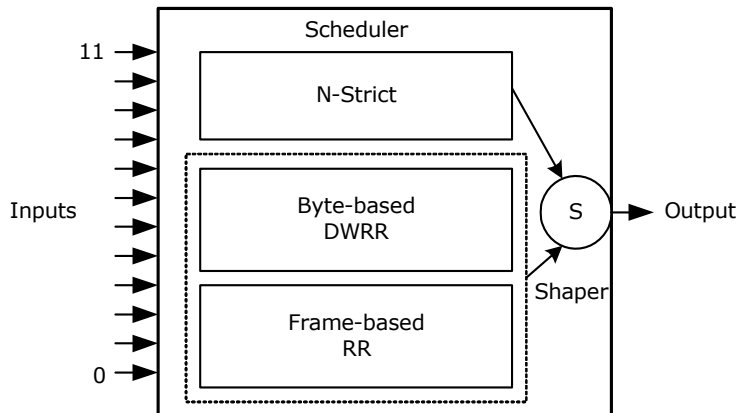 Scheduler
11
N-Strict
Byte-based
DWRR
Inputs
S
Output
Shaper
Frame-based
RR
0